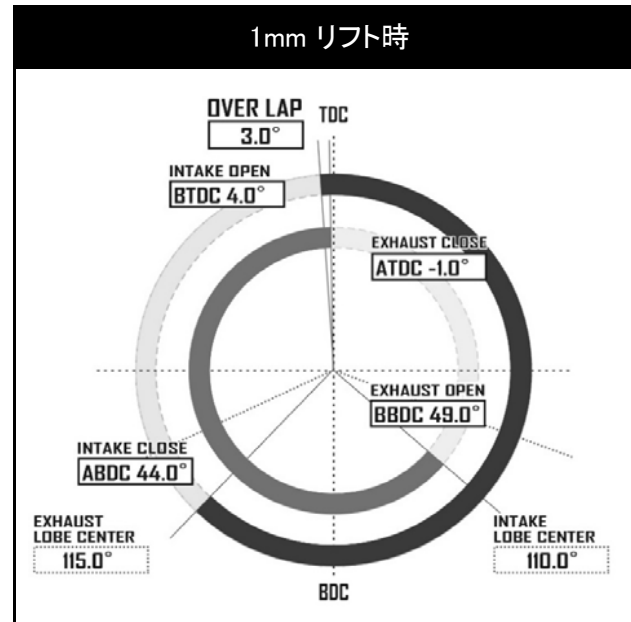 1mm リフト時
OVER LAP
3.0°
TDC
INTAKE OPEN
BTDC 4.0°
EXHAUST CLOSE
ATDC -1.0°
EXHAUST OPEN
BBDC 49.0°
INTAKE CLOSE
ABDC 44.0°
EXHAUST
LOBE CENTER
115.0°
INTAKE
LOBE CENTER
110.0°
BDC